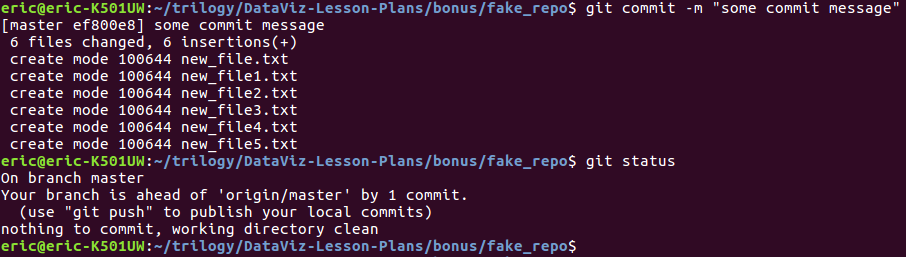 eric@eric-K501UW:~/trilogy/DataViz-Lesson-Plans/bonus/fake_repo$ git commit -m "some commit message"
[master ef800e8] some commit message
 6 files changed, 6 insertions(+)
 create mode 100644 new_file.txt
 create mode 100644 new_file1.txt
 create mode 100644 new_file2.txt
 create mode 100644 new_file3.txt
 create mode 100644 new_file4.txt
 create mode 100644 new_file5.txt
eric@eric-K501UW:~/trilogy/DataViz-Lesson-Plans/bonus/fake_repo$ git status
On branch master
Your branch is ahead of 'origin/master' by 1 commit.
  (use "git push" to publish your local commits)
nothing to commit, working directory clean
eric@eric-K501UW:~/trilogy/DataViz-Lesson-Plans/bonus/fake_repo$